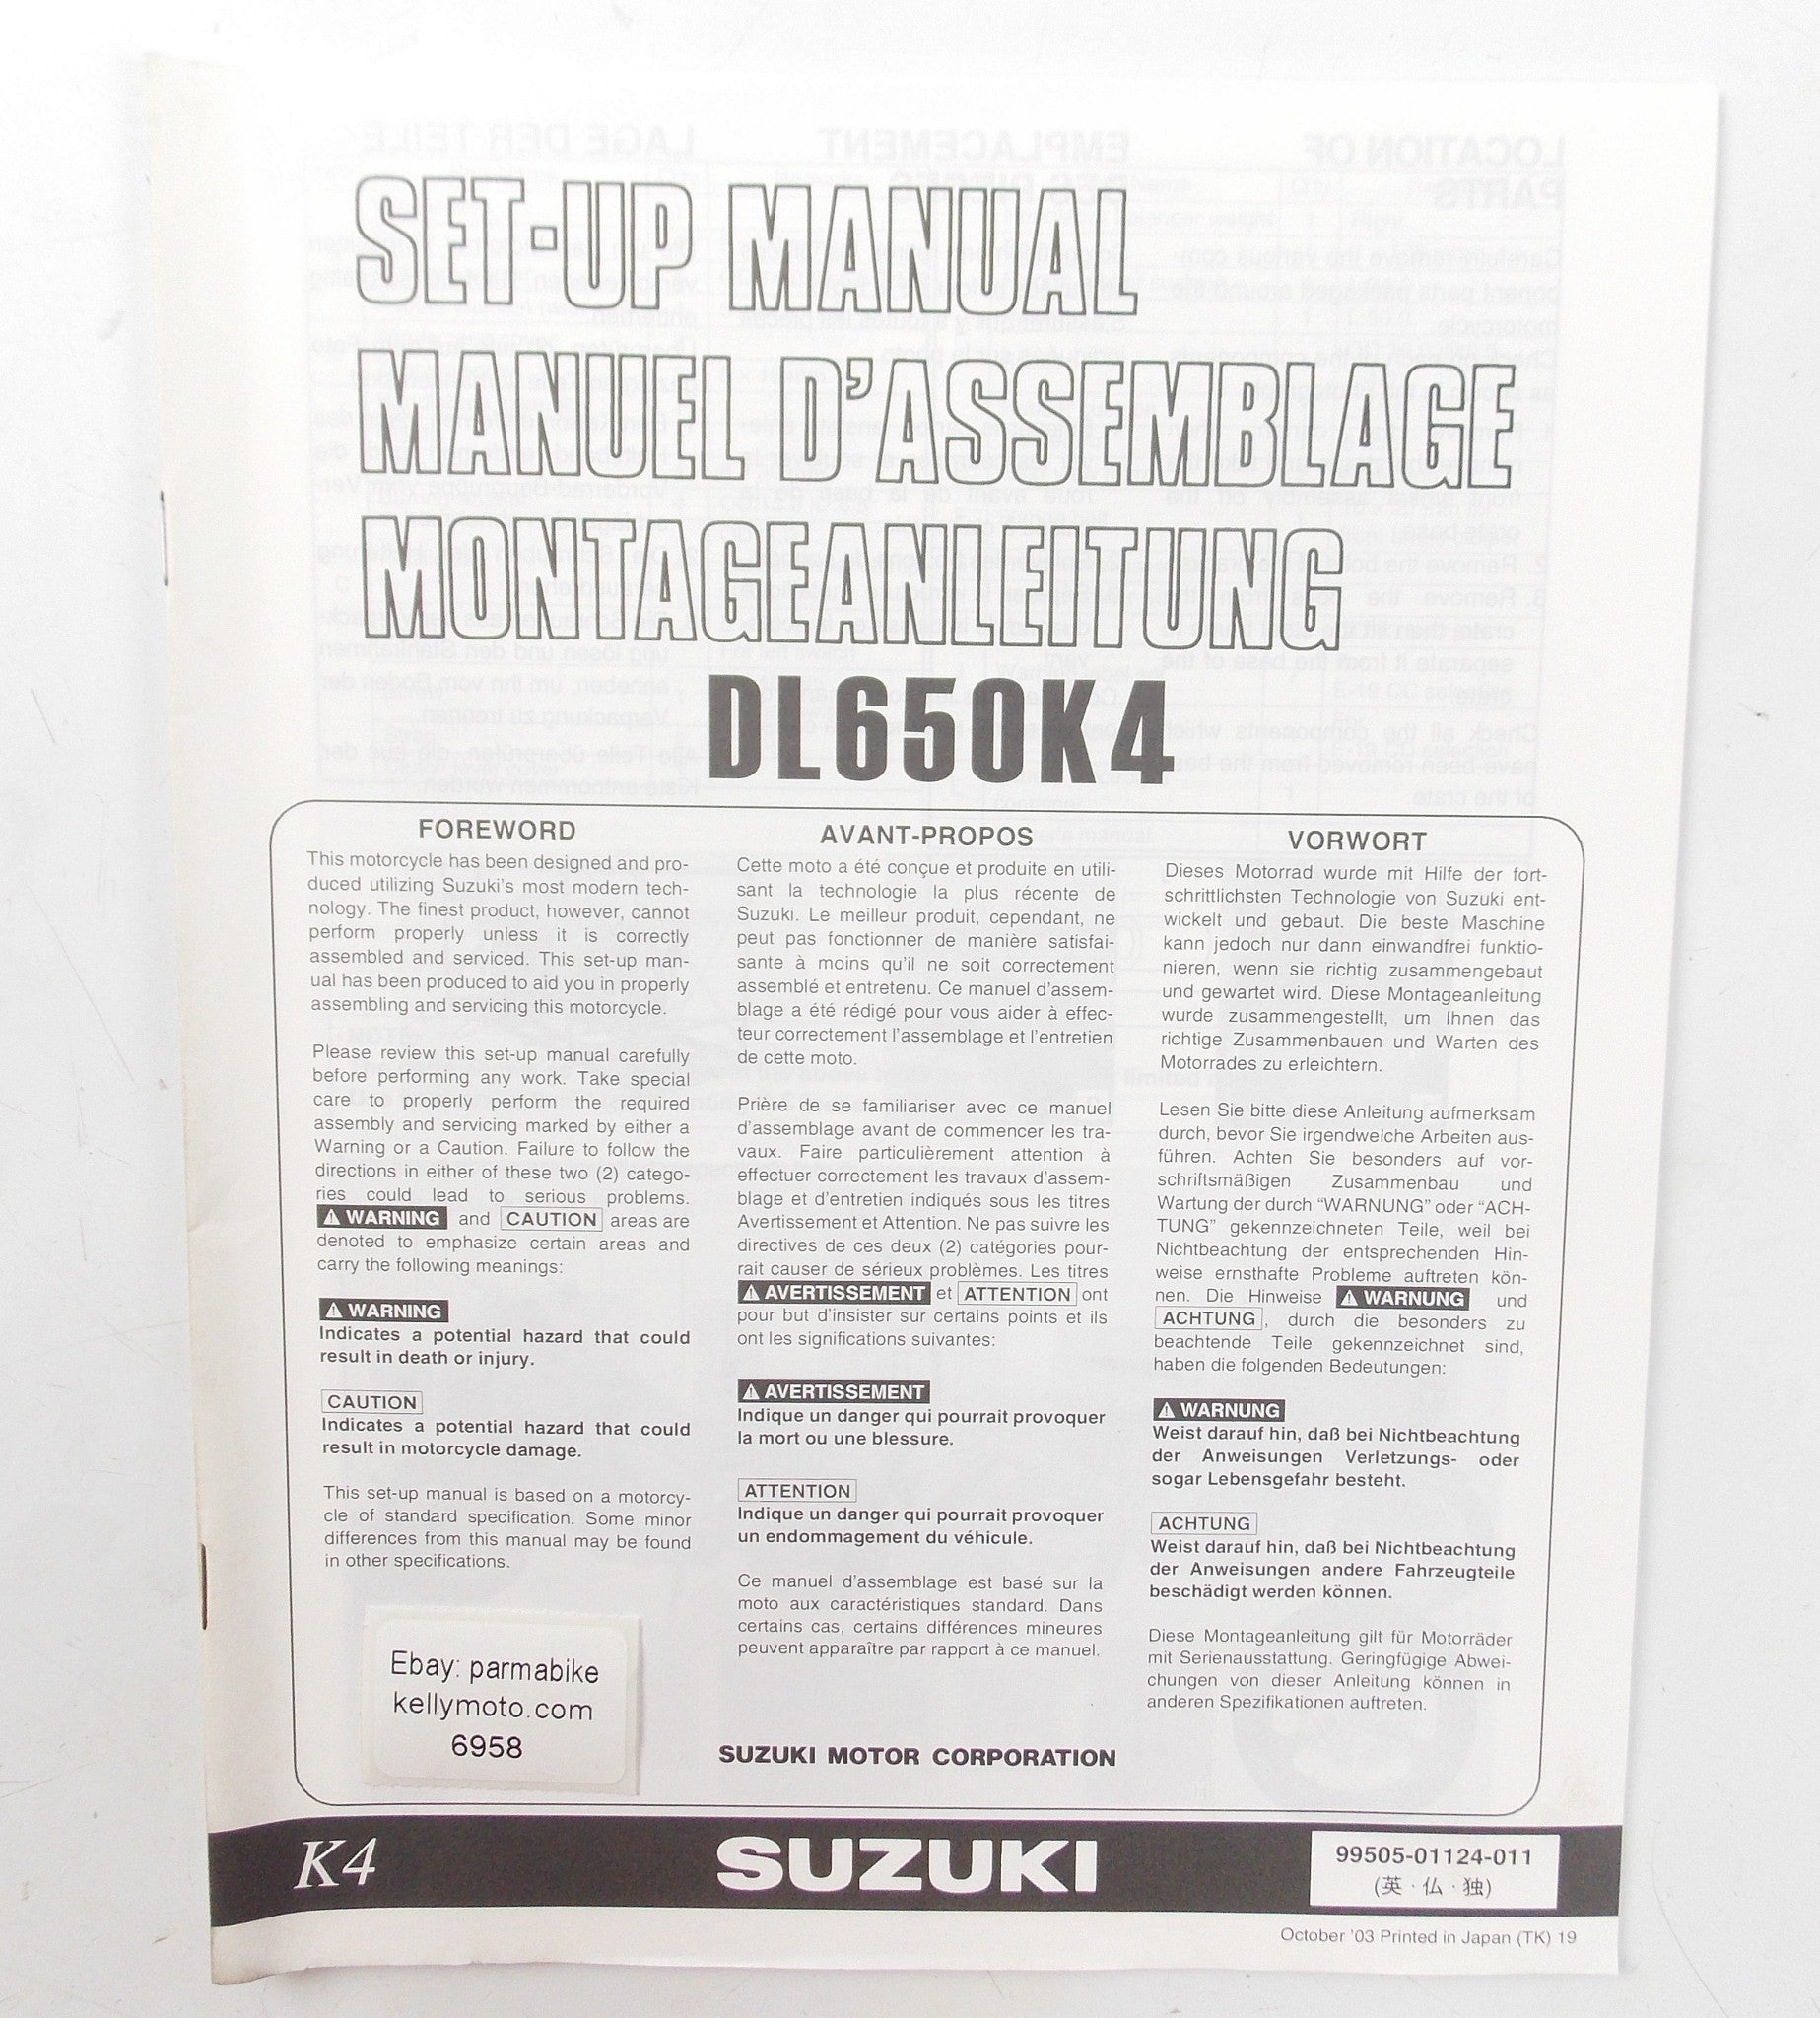 SET-UP MANUAL
MANUEL D'ASSEMBLAGE
MONTAGEANLEITUNG
DL650K4
FOREWORD
This motorcycle has been designed and pro-
duced utilizing Suzuki's most modern tech-
nology. The finest product, however, cannot
perform properly unless it is correctly
assembled and serviced. This set-up man-
ual has been produced to aid you in properly
assembling and servicing this motorcycle.
Please review this set-up manual carefully
before performing any work. Take special
care to properly perform the required
assembly and servicing marked by either a
Warning or a Caution. Failure to follow the
directions in either of these two (2) catego-
ries could lead to serious problems.
⚠ WARNING and CAUTION areas are
denoted to emphasize certain areas and
carry the following meanings:
⚠ WARNING
Indicates a potential hazard that could
result in death or injury.
CAUTION
Indicates a potential hazard that could
result in motorcycle damage.
This set-up manual is based on a motorcy-
cle of standard specification. Some minor
differences from this manual may be found
in other specifications.
Ebay: parmabike
kellymoto.com
6958
AVANT-PROPOS
Cette moto a été conçue et produite en utili-
sant la technologie la plus récente de
Suzuki. Le meilleur produit, cependant, ne
peut pas fonctionner de manière satisfai-
sante à moins qu'il ne soit correctement
assemblé et entretenu. Ce manuel d'assem-
blage a été rédigé pour vous aider à effec-
teur correctement l'assemblage et l'entretien
de cette moto.
Prière de se familiariser avec ce manuel
d'assemblage avant de commencer les tra-
vaux. Faire particulièrement attention à
effectuer correctement les travaux d'assem-
blage et d'entretien indiqués sous les titres
Avertissement et Attention. Ne pas suivre les
directives de ces deux (2) catégories pour-
rait causer de sérieux problèmes. Les titres
⚠ AVERTISSEMENT et ATTENTION ont
pour but d'insister sur certains points et ils
ont les significations suivantes:
⚠ AVERTISSEMENT
Indique un danger qui pourrait provoquer
la mort ou une blessure.
ATTENTION
Indique un danger qui pourrait provoquer
un endommagement du véhicule.
Ce manuel d'assemblage est basé sur la
moto aux caractéristiques standard. Dans
certains cas, certains différences mineures
peuvent apparaître par rapport à ce manuel.
VORWORT
Dieses Motorrad wurde mit Hilfe der fort-
schrittlichsten Technologie von Suzuki ent-
wickelt und gebaut. Die beste Maschine
kann jedoch nur dann einwandfrei funktio-
nieren, wenn sie richtig zusammengebaut
und gewartet wird. Diese Montageanleitung
wurde zusammengestellt, um Ihnen das
richtige Zusammenbauen und Warten des
Motorrades zu erleichtern.
Lesen Sie bitte diese Anleitung aufmerksam
durch, bevor Sie irgendwelche Arbeiten aus-
führen. Achten Sie besonders auf vor-
schriftsmäßigen Zusammenbau und
Wartung der durch “WARNUNG” oder “ACH-
TUNG” gekennzeichneten Teile, weil bei
Nichtbeachtung der entsprechenden Hin-
weise ernsthafte Probleme auftreten kön-
nen. Die Hinweise ⚠ WARNUNG und
ACHTUNG, durch die besonders zu
beachtende Teile gekennzeichnet sind,
haben die folgenden Bedeutungen:
⚠ WARNUNG
Weist darauf hin, daß bei Nichtbeachtung
der Anweisungen Verletzungs- oder
sogar Lebensgefahr besteht.
ACHTUNG
Weist darauf hin, daß bei Nichtbeachtung
der Anweisungen andere Fahrzeugteile
beschädigt werden können.
Diese Montageanleitung gilt für Motorräder
mit Serienausstattung. Geringfügige Abwei-
chungen von dieser Anleitung können in
anderen Spezifikationen auftreten.
SUZUKI MOTOR CORPORATION
K4
SUZUKI
99505-01124-011
(英·仏·独)
October '03 Printed in Japan (TK) 19